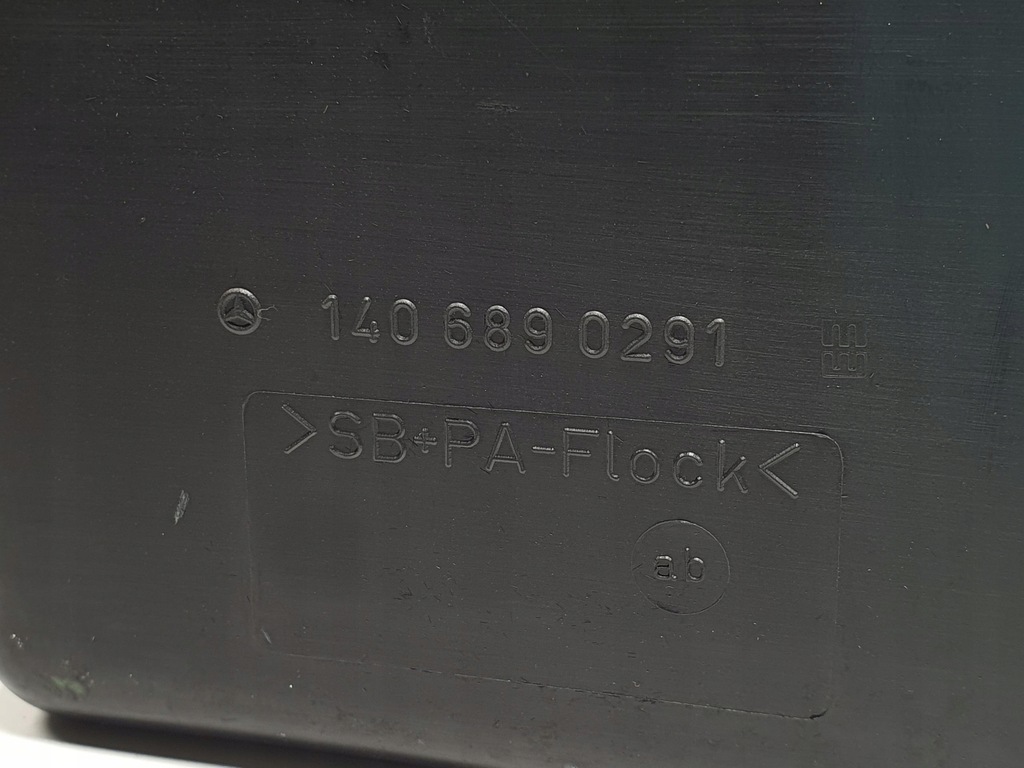 140 689 0291
>SB+PA-Flock<
ab